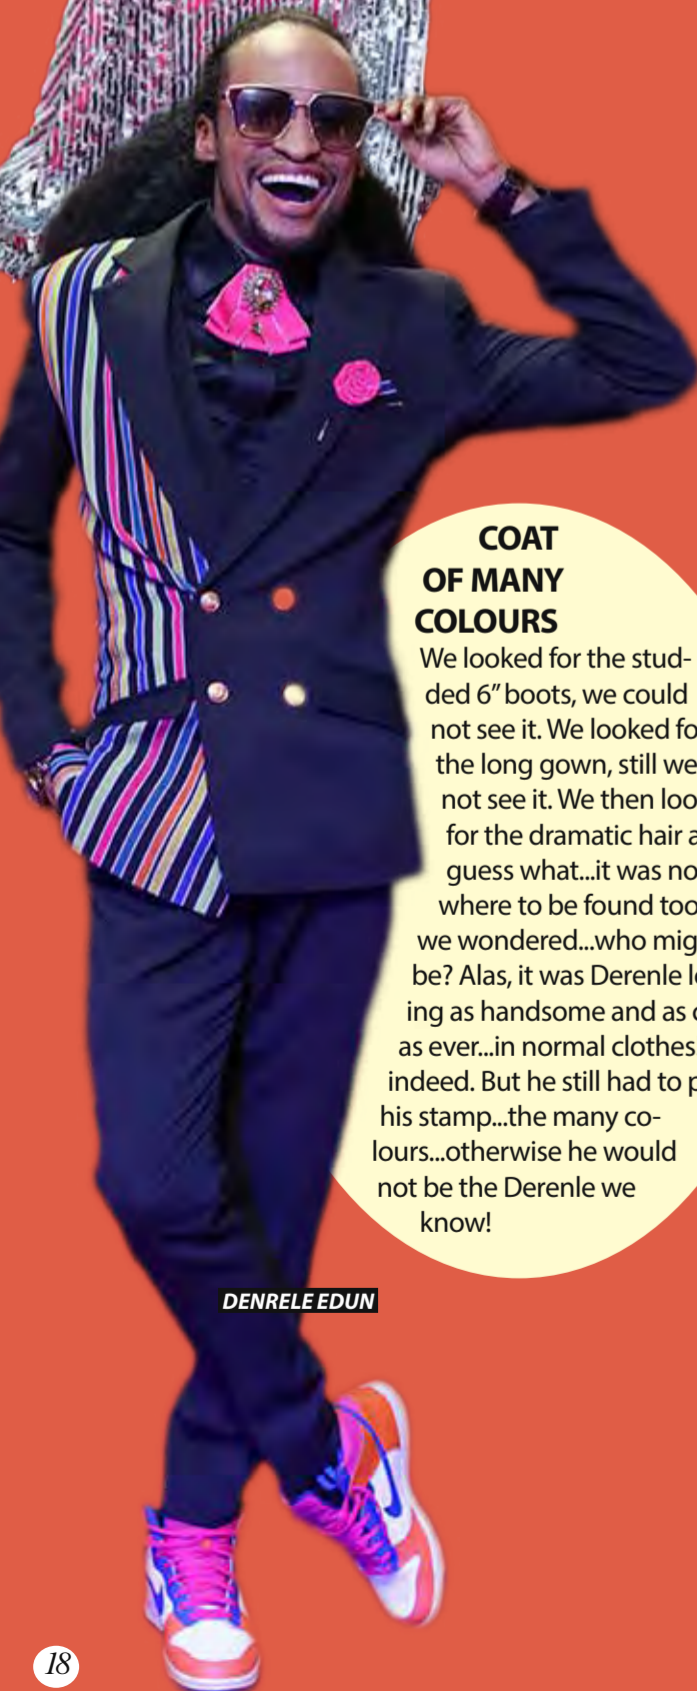 COAT
OF MANY
COLOURS
We looked for the stud-
ded 6” boots, we could
not see it. We looked fo
the long gown, still we
not see it. We then loo
for the dramatic hair a
guess what...it was no
where to be found too
we wondered...who mig
be? Alas, it was Derenle lo
ing as handsome and as c
as ever...in normal clothes
indeed. But he still had to p
his stamp...the many co-
lours...otherwise he would
not be the Derenle we
know!
DENRELE EDUN
18